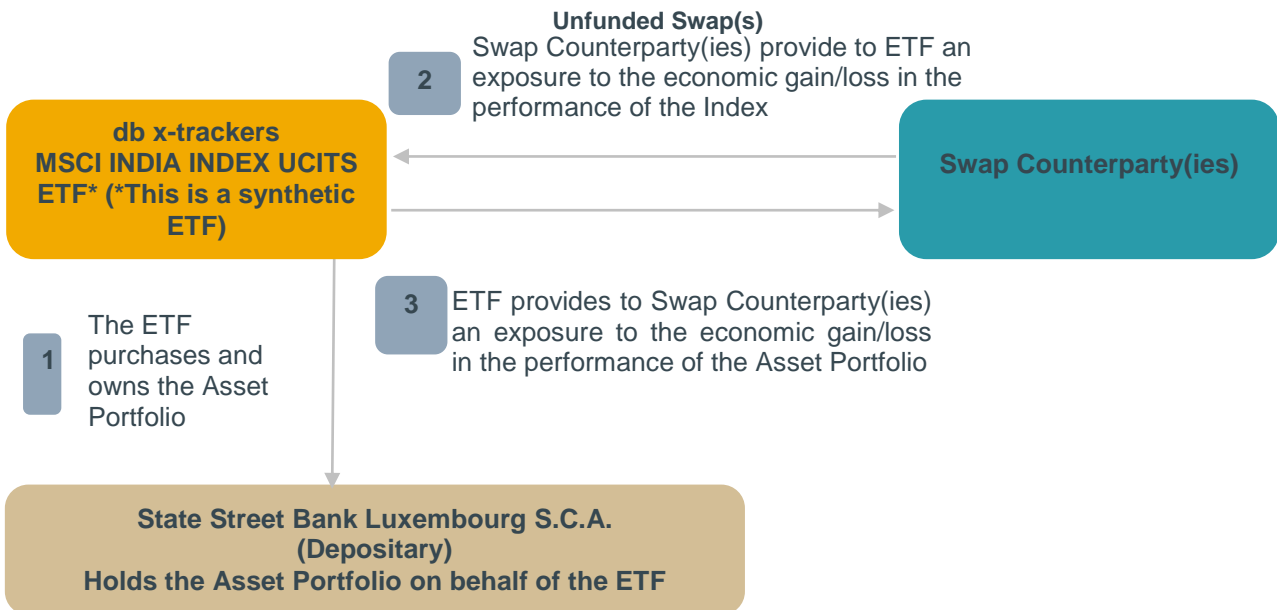 Unfunded Swap(s)
2
Swap Counterparty(ies) provide to ETF an
exposure to the economic gain/loss in the
performance of the Index
db x-trackers
MSCI INDIA INDEX UCITS
ETF* (*This is a synthetic
ETF)
Swap Counterparty(ies)
3
ETF provides to Swap Counterparty(ies)
an exposure to the economic gain/loss
in the performance of the Asset Portfolio
1
The ETF
purchases and
owns the Asset
Portfolio
State Street Bank Luxembourg S.C.A.
(Depositary)
Holds the Asset Portfolio on behalf of the ETF